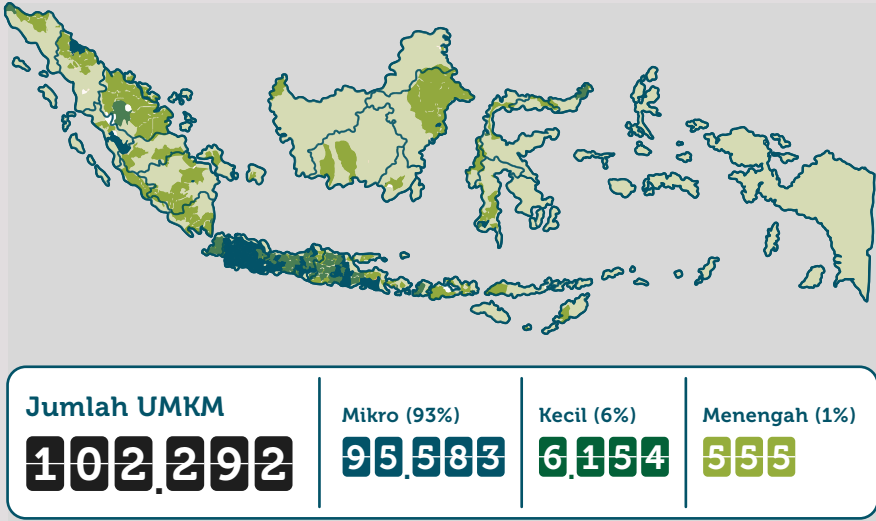 Jumlah UMKM
102.292
Mikro (93%)
95.583
Kecil (6%)
6.154
Menengah (1%)
555